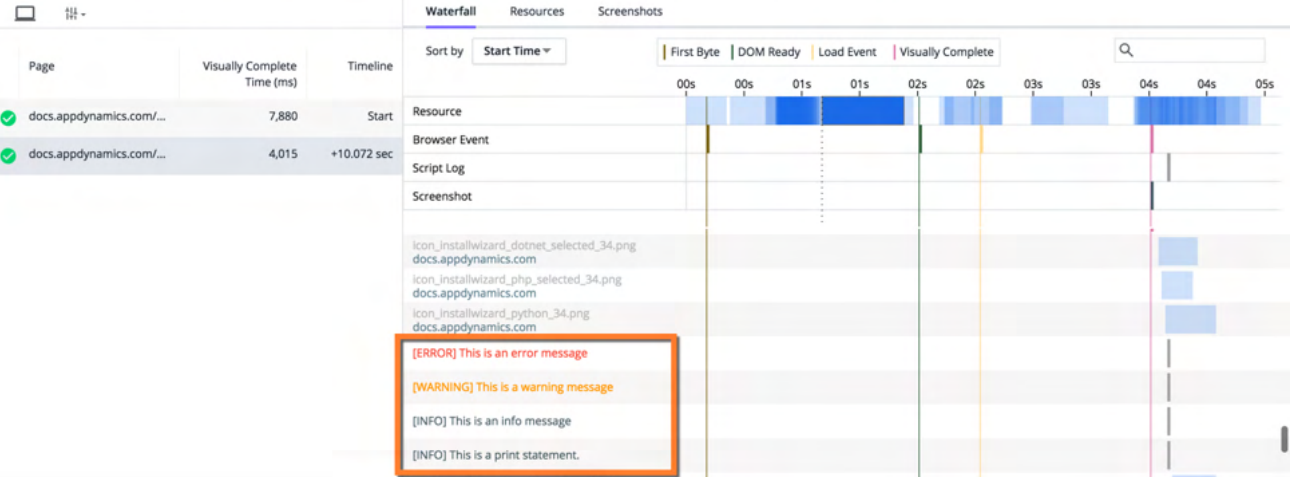 Waterfall Resources Screenshots
Sort by Start Time First Byte DOM Ready Load Event Visually Complete
Page Visually Complete Time (ms) Timeline
docs.appdynamics.com/... 7,880 Start
docs.appdynamics.com/... 4,015 +10.072 sec
00s 00s 01s 01s 02s 02s 03s 03s 04s 04s 05s
Resource
Browser Event
Script Log
Screenshot
icon_installwizard_dotnet_selected_34.png
docs.appdynamics.com
icon_installwizard_php_selected_34.png
docs.appdynamics.com
icon_installwizard_python_34.png
docs.appdynamics.com
[ERROR] This is an error message
[WARNING] This is a warning message
[INFO] This is an info message
[INFO] This is a print statement.